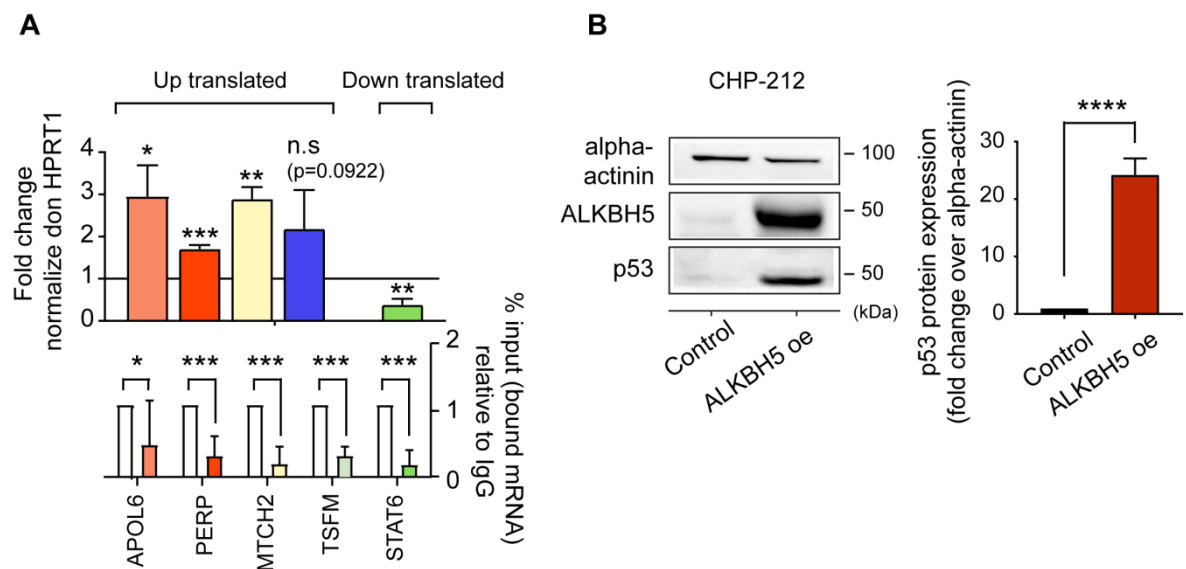 A
Up translated
Down translated
Fold change
normalize don HPRT1
4
3
2
1
0
*
***
**
n.s
(p=0.0922)
**
% input (bound mRNA)
relative to IgG
2
1
0
*
***
***
***
***
APOL6
PERP
MTCH2
TSFM
STAT6
B
CHP-212
alpha-
actinin
ALKBH5
p53
100
50
50
(kDa)
Control
ALKBH5 oe
p53 protein expression
(fold change over alpha-actinin)
30
20
10
0
****
Control
ALKBH5 oe